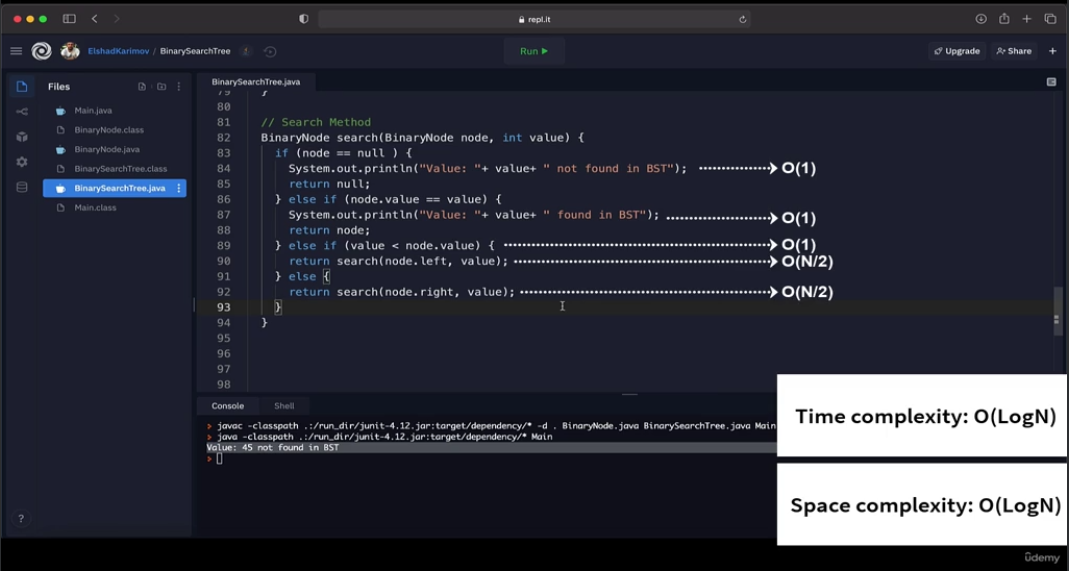 repl.it
ElshadKarimov / BinarySearchTree
Run
Upgrade
Share
Files
Main.java
BinaryNode.class
BinaryNode.java
BinarySearchTree.class
BinarySearchTree.java
Main.class
BinarySearchTree.java
79 }
80
81 // Search Method
82 BinaryNode search(BinaryNode node, int value) {
83 if (node == null ) {
84 System.out.println("Value: "+ value+ " not found in BST"); O(1)
85 return null;
86 } else if (node.value == value) {
87 System.out.println("Value: "+ value+ " found in BST"); O(1)
88 return node;
89 } else if (value < node.value) { O(1)
90 return search(node.left, value); O(N/2)
91 } else {
92 return search(node.right, value); O(N/2)
93 }
94 }
95
96
97
98
Console Shell
javac -classpath .:/run_dir/junit-4.12.jar:target/dependency/* -d . BinaryNode.java BinarySearchTree.java Main
java -classpath .:/run_dir/junit-4.12.jar:target/dependency/* Main
Value: 45 not found in BST
Time complexity: O(LogN)
Space complexity: O(LogN)
?
ûdemy